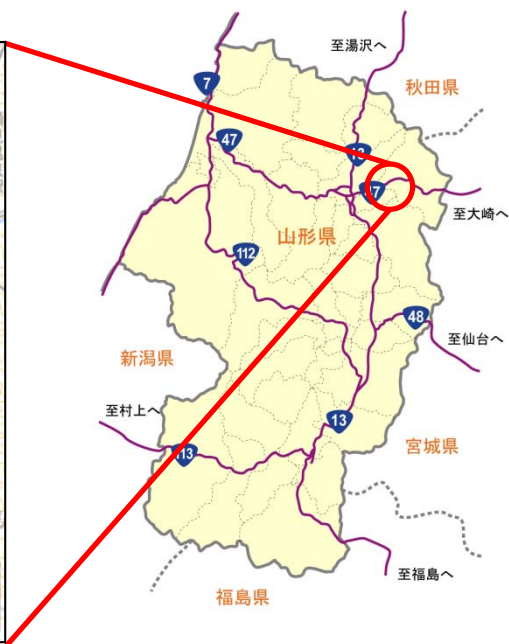 至湯沢へ
秋田県
7
47
13
7
至大崎へ
山形県
112
48
至仙台へ
新潟県
至村上へ
13
宮城県
113
至福島へ
福島県